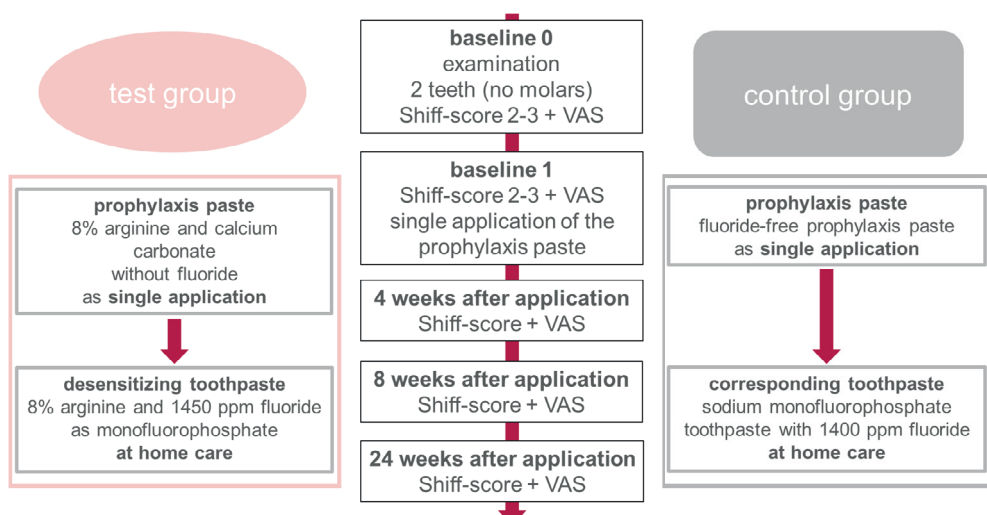 test group
prophylaxis paste
8% arginine and calcium
carbonate
without fluoride
as single application
desensitizing toothpaste
8% arginine and 1450 ppm fluoride
as monofluorophosphate
at home care
baseline 0
examination
2 teeth (no molars)
Shiff-score 2-3 + VAS
baseline 1
Shiff-score 2-3 + VAS
single application of the
prophylaxis paste
4 weeks after application
Shiff-score + VAS
8 weeks after application
Shiff-score + VAS
24 weeks after application
Shiff-score + VAS
control group
prophylaxis paste
fluoride-free prophylaxis paste
as single application
corresponding toothpaste
sodium monofluorophosphate
toothpaste with 1400 ppm fluoride
at home care